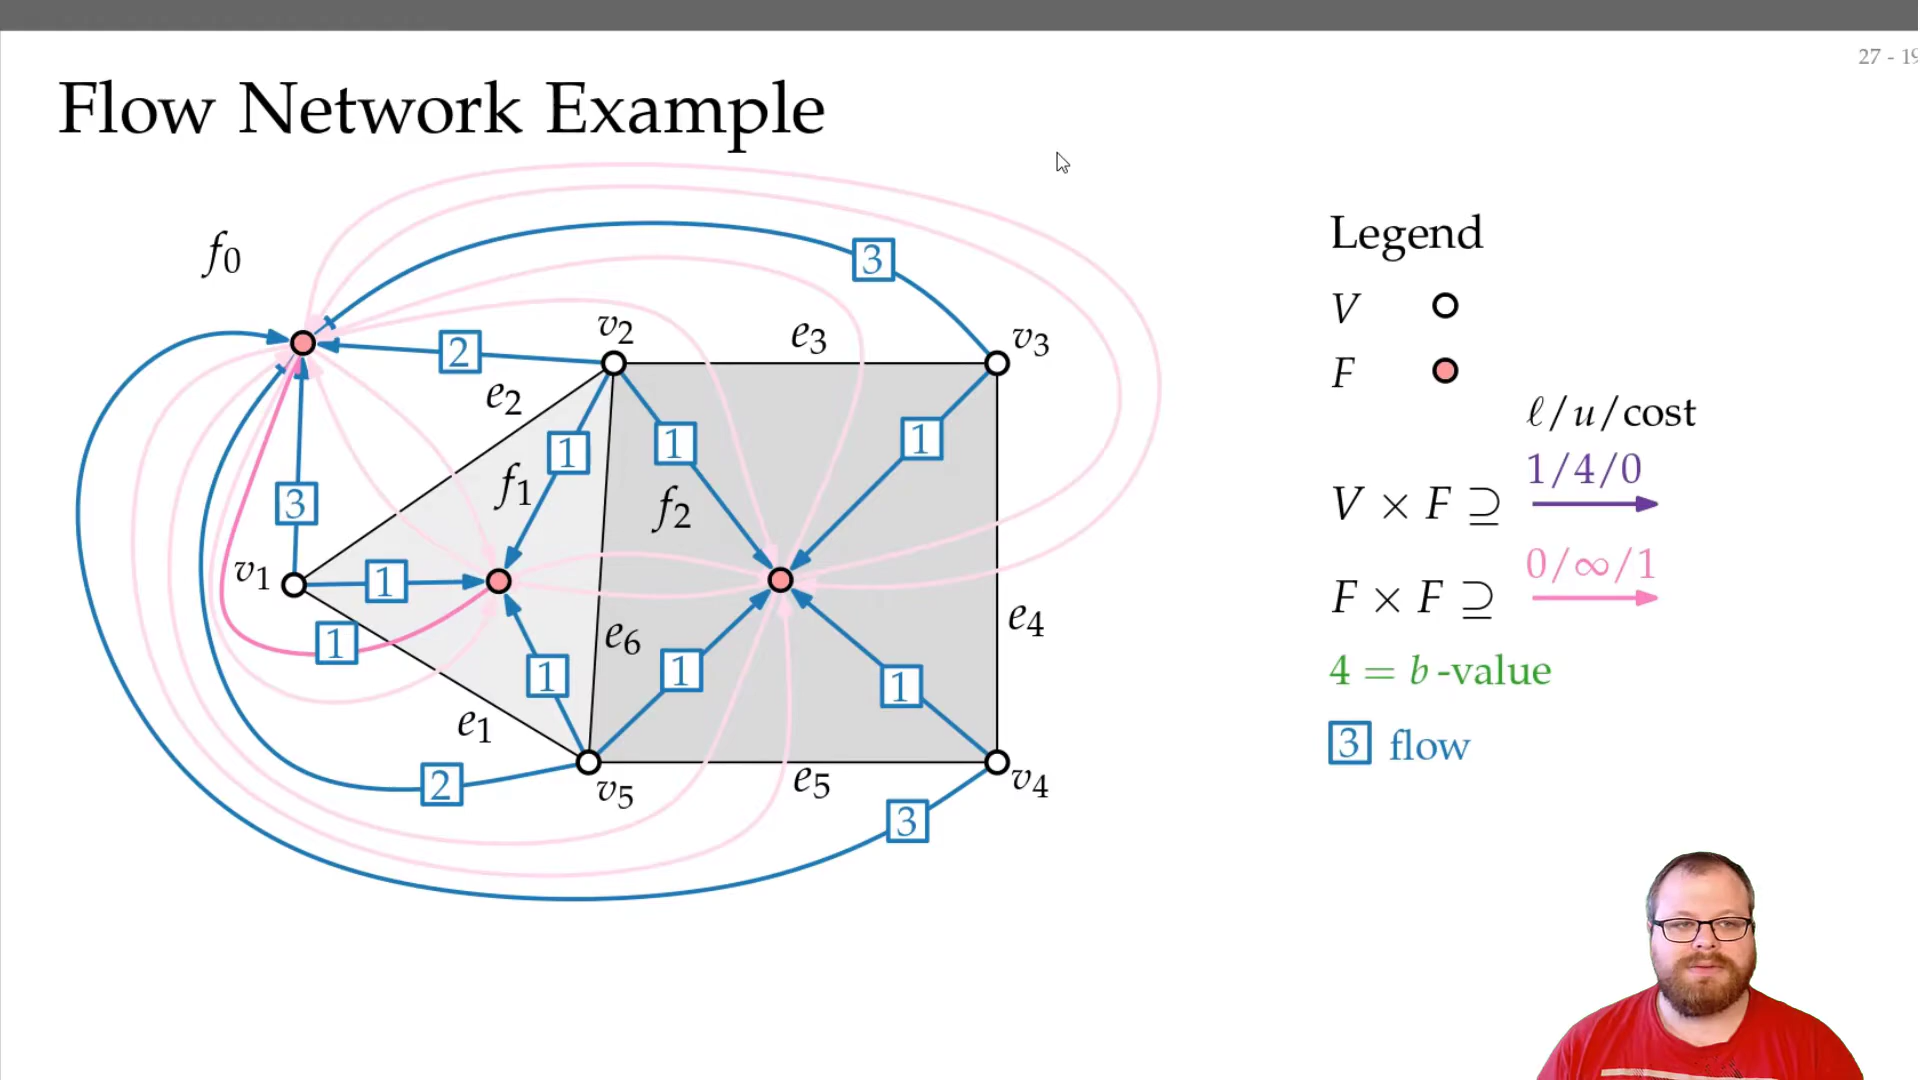 27 - 19
Flow Network Example
f0
3
v2
e3
v3
2
e2
1
1
1
f1
f2
3
v1
1
1
e6
e4
1
1
1
e1
2
v5
e5
v4
3
Legend
V
F
ℓ/u/cost
1/4/0
V × F ⊇
0/∞/1
F × F ⊇
4 = b-value
3 flow